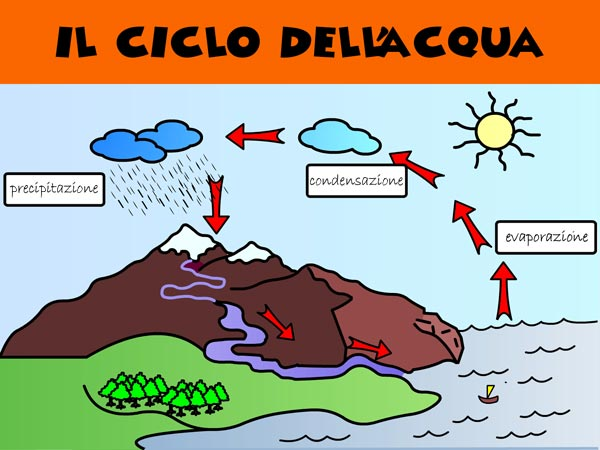 IL CICLO DELL'ACQUA
precipitazione
condensazione
evaporazione